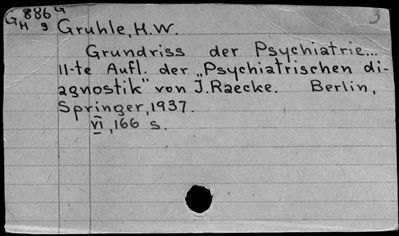 G 886 G
H 3
3
Gruhle, H.W.
Grundriss der Psychiatrie...
11-te Aufl. der „Psychiatrischen di-
agnostik" von J. Raecke. Berlin,
Springer, 1937.
VI, 166 s.